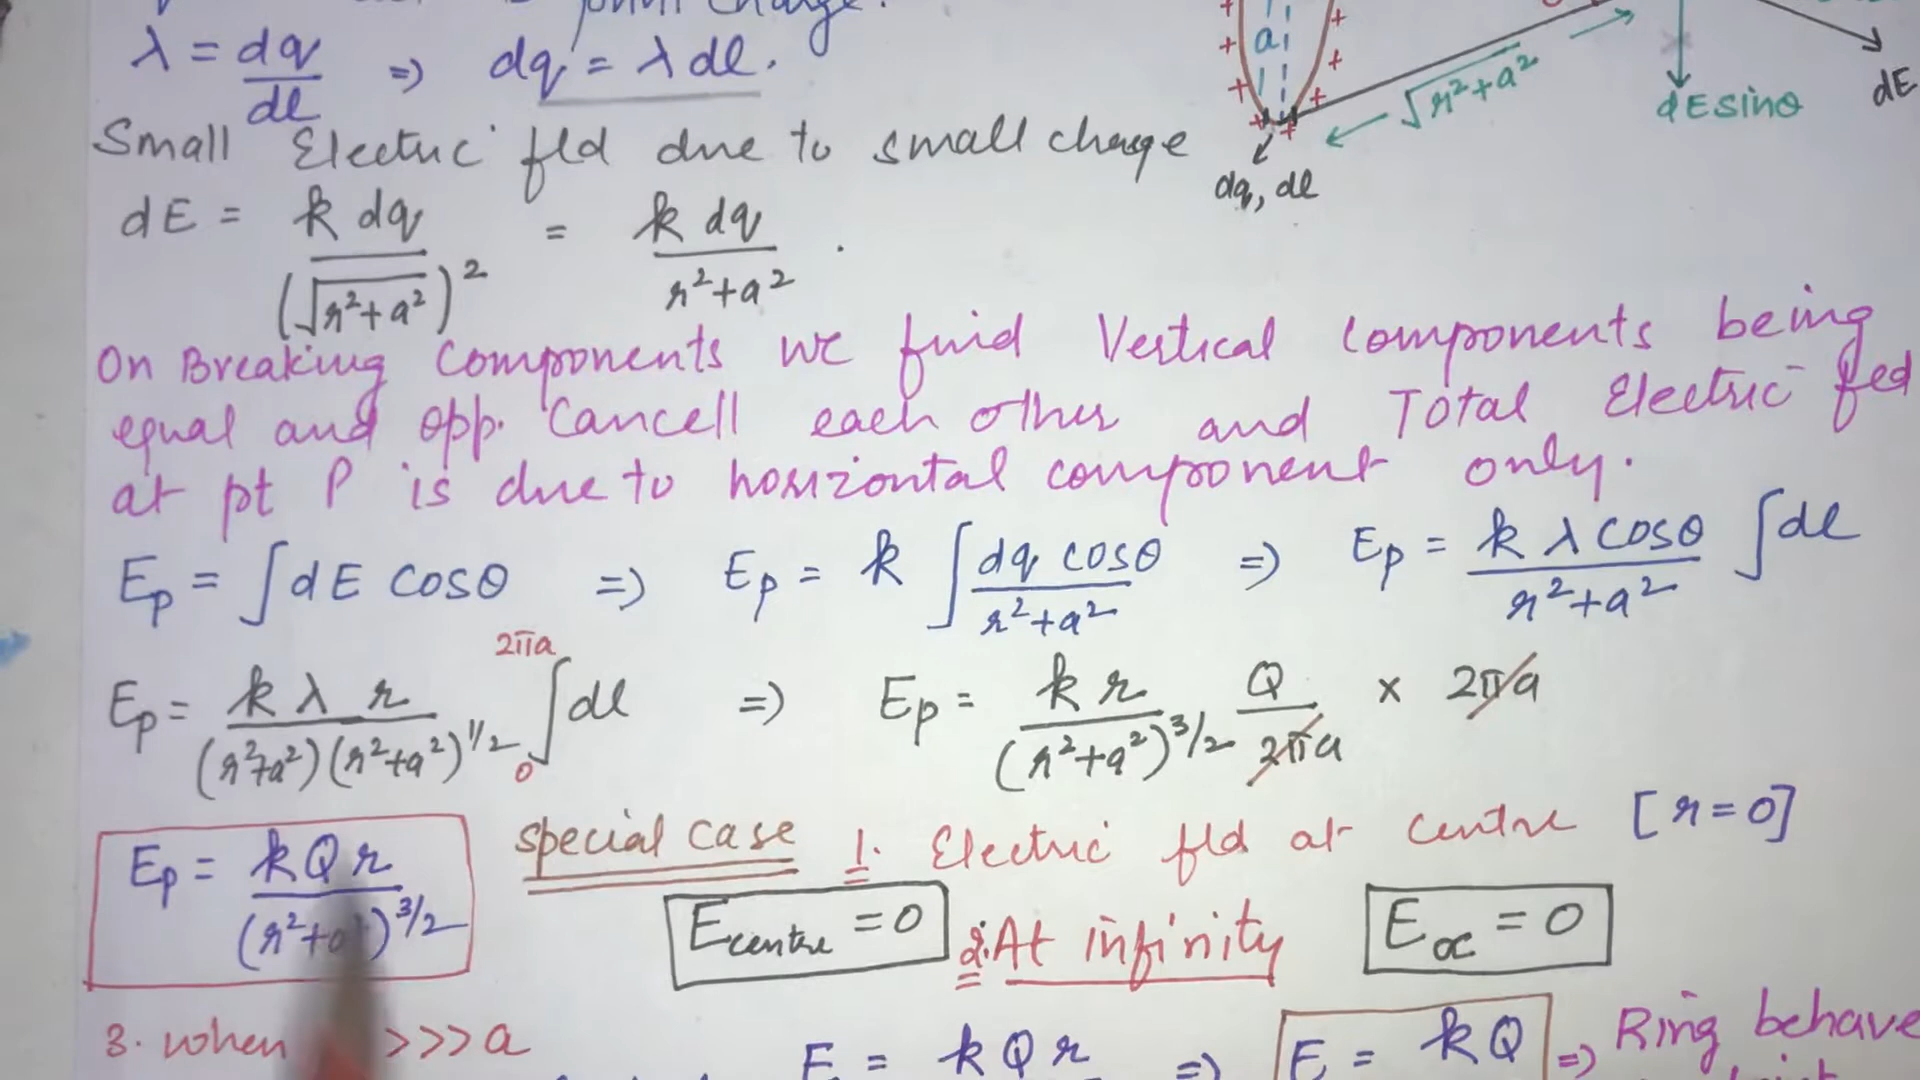 λ = dq/dl => dq = λ dl.
Small Electric fld due to small charge
dE = k dq/(√r²+a²)² = k dq/r²+a².
On Breaking Components we find Vertical components being
equal and opp. Cancell each other and Total Electric fed
at pt P is due to horizontal component only.
Ep = ∫dE Cosθ => Ep = k ∫dq cosθ/r²+a² => Ep = k λ Cosθ/r²+a² ∫dl
Ep = k λ r/(r²+a²)(r²+a²)^1/2 ₀∫^2πa dl => Ep = k r/(r²+a²)^3/2 Q/2πa × 2πa
Ep = kQr/(r²+a²)^3/2
special case 1. Electric fld at centre [r=0]
Ecentre = 0
2. At infinity
E∝ = 0
3. when >>>a
E = kQr =>
E = kQ
=> Ring behave
a
+ + + + + + + +
√r²+a²
dq, dl
dEsinθ
dE